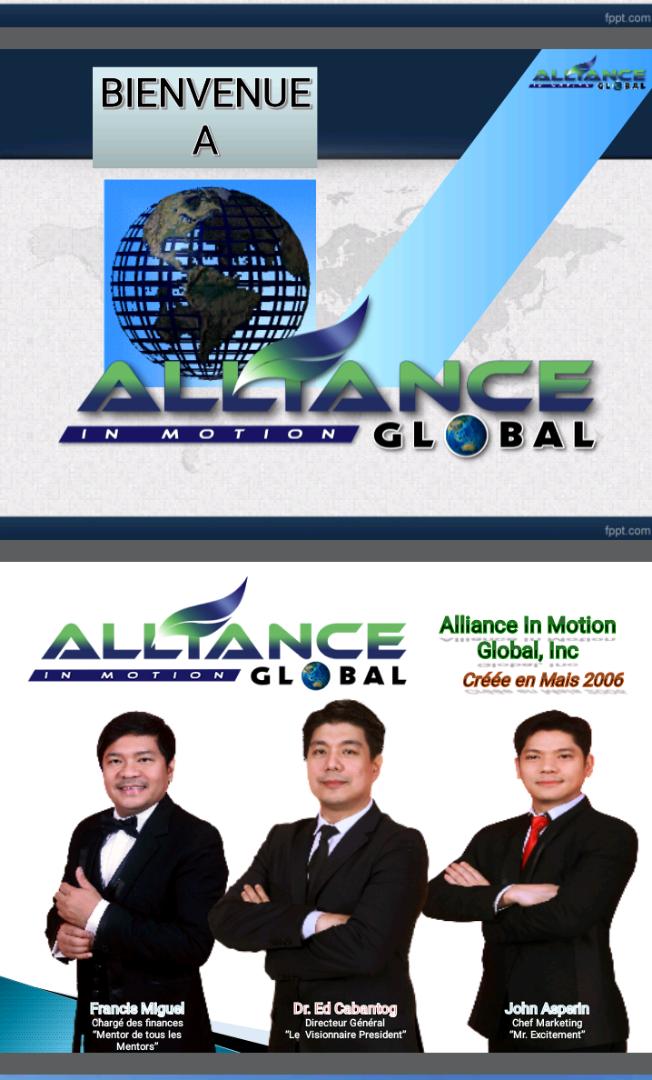 fppt.com
BIENVENUE
A
ALLIANCE
IN MOTION GLOBAL
ALLIANCE
IN MOTION GLOBAL
fppt.com
ALLIANCE
IN MOTION GLOBAL
Alliance In Motion
Global, Inc
Créée en Mais 2006
Francis Miguel
Chargé des finances
“Mentor de tous les
Mentors”
Dr. Ed Cabantog
Directeur Général
“Le Visionnaire President”
John Asperin
Chef Marketing
“Mr. Excitement”